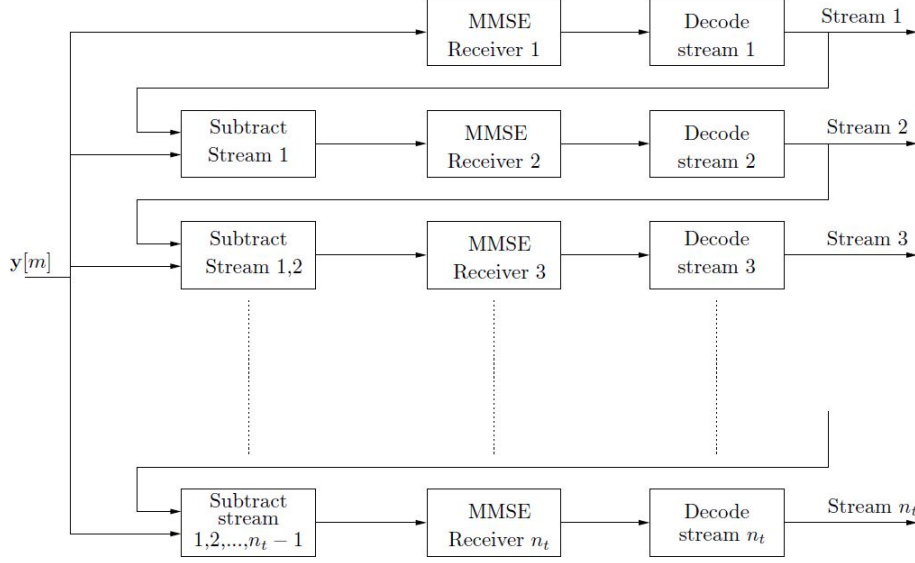 MMSE
Receiver 1
Decode
stream 1
Stream 1
Subtract
Stream 1
MMSE
Receiver 2
Decode
stream 2
Stream 2
y[m]
Subtract
Stream 1,2
MMSE
Receiver 3
Decode
stream 3
Stream 3
Subtract
stream
1,2,...,n_t − 1
MMSE
Receiver n_t
Decode
stream n_t
Stream n_t